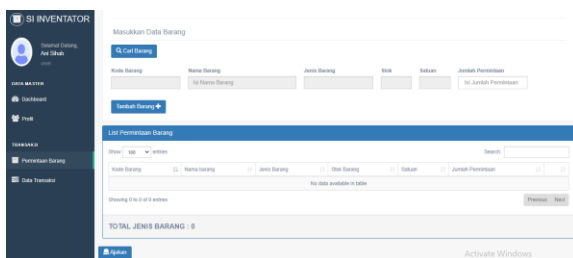 SI INVENTATOR
Selamat Datang,
Ani Sihab
User
DATA MASTER
Dashboard
Profil
TRANSAKSI
Permintaan Barang
Data Transaksi
Masukkan Data Barang
Cari Barang
Kode Barang Nama Barang Jenis Barang Stok Satuan Jumlah Permintaan
Isi Nama Barang Isi Jumlah Permintaan
Tambah Barang
List Permintaan Barang
Show 100 entries Search:
Kode Barang Nama barang Jenis Barang Stok Barang Satuan Jumlah Permintaan
No data available in table
Showing 0 to 0 of 0 entries Previous Next
TOTAL JENIS BARANG : 0
Ajukan
Activate Windows